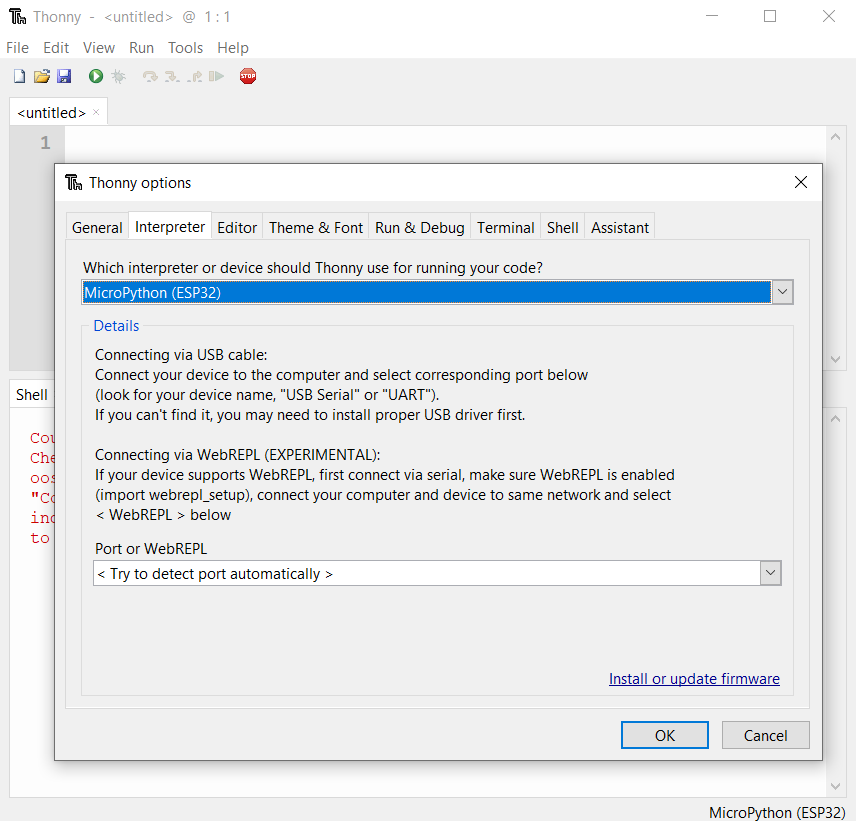 Thonny - <untitled> @ 1 : 1
File Edit View Run Tools Help
STOP
<untitled> ×
1
Thonny options
General Interpreter Editor Theme & Font Run & Debug Terminal Shell Assistant
Which interpreter or device should Thonny use for running your code?
MicroPython (ESP32)
Details
Connecting via USB cable:
Connect your device to the computer and select corresponding port below
(look for your device name, "USB Serial" or "UART").
If you can't find it, you may need to install proper USB driver first.
Connecting via WebREPL (EXPERIMENTAL):
If your device supports WebREPL, first connect via serial, make sure WebREPL is enabled
(import webrepl_setup), connect your computer and device to same network and select
< WebREPL > below
Port or WebREPL
< Try to detect port automatically >
Install or update firmware
OK Cancel
Shell
Che
oos
to
MicroPython (ESP32)